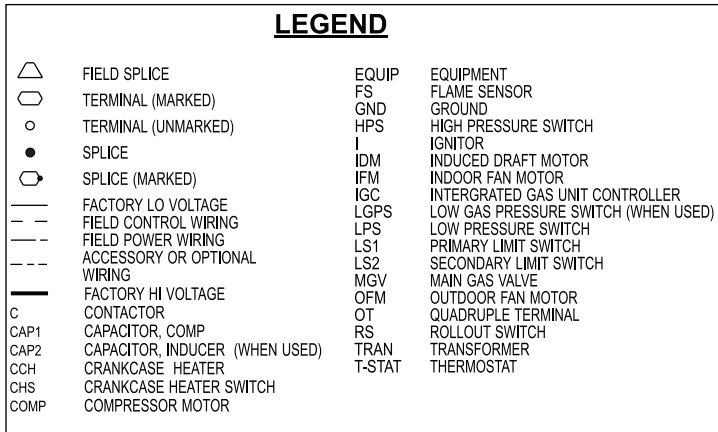 LEGEND
FIELD SPLICE
TERMINAL (MARKED)
TERMINAL (UNMARKED)
SPLICE
SPLICE (MARKED)
FACTORY LO VOLTAGE
FIELD CONTROL WIRING
FIELD POWER WIRING
ACCESSORY OR OPTIONAL
WIRING
FACTORY HI VOLTAGE
C CONTACTOR
CAP1 CAPACITOR, COMP
CAP2 CAPACITOR, INDUCER (WHEN USED)
CCH CRANKCASE HEATER
CHS CRANKCASE HEATER SWITCH
COMP COMPRESSOR MOTOR
EQUIP EQUIPMENT
FS FLAME SENSOR
GND GROUND
HPS HIGH PRESSURE SWITCH
I IGNITOR
IDM INDUCED DRAFT MOTOR
IFM INDOOR FAN MOTOR
IGC INTERGRATED GAS UNIT CONTROLLER
LGPS LOW GAS PRESSURE SWITCH (WHEN USED)
LPS LOW PRESSURE SWITCH
LS1 PRIMARY LIMIT SWITCH
LS2 SECONDARY LIMIT SWITCH
MGV MAIN GAS VALVE
OFM OUTDOOR FAN MOTOR
OT QUADRUPLE TERMINAL
RS ROLLOUT SWITCH
TRAN TRANSFORMER
T-STAT THERMOSTAT